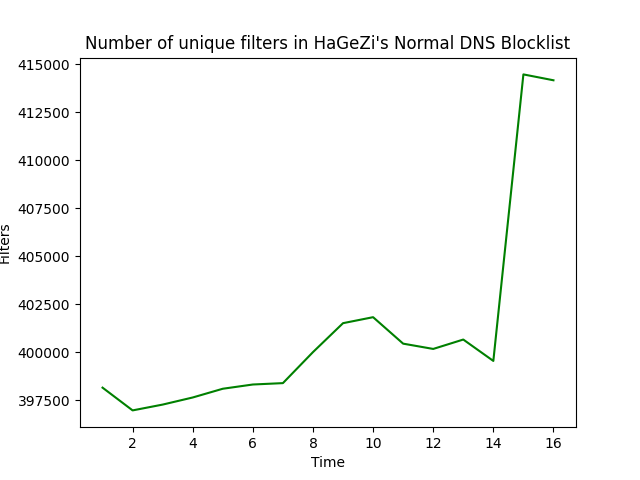 Number of unique filters in HaGeZi's Normal DNS Blocklist
415000
412500
410000
407500
405000
402500
400000
397500
Filters
2 4 6 8 10 12 14 16
Time